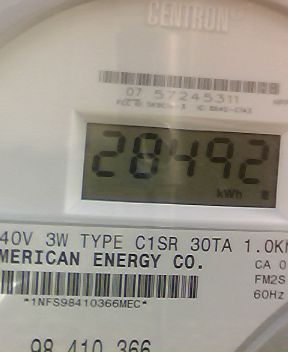 CENTRON
07 57245311
28492
kWh
40V 3W TYPE C1SR 30TA 1.0K
MERICAN ENERGY CO. CA 0
FM2S
*1NFS98410366MEC* 60Hz
98 410 366